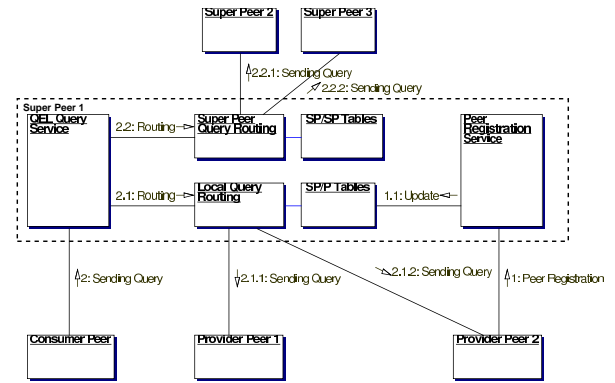 Super Peer 2
Super Peer 3
2.2.1: Sending Query
2.2.2: Sending Query
Super Peer 1
QEL Query
Service
2.2: Routing
Super Peer
Query Routing
SP/SP Tables
Peer
Registration
Service
2.1: Routing
Local Query
Routing
SP/P Tables
1.1: Update
2: Sending Query
2.1.1: Sending Query
2.1.2: Sending Query
1: Peer Registration
Consumer Peer
Provider Peer 1
Provider Peer 2